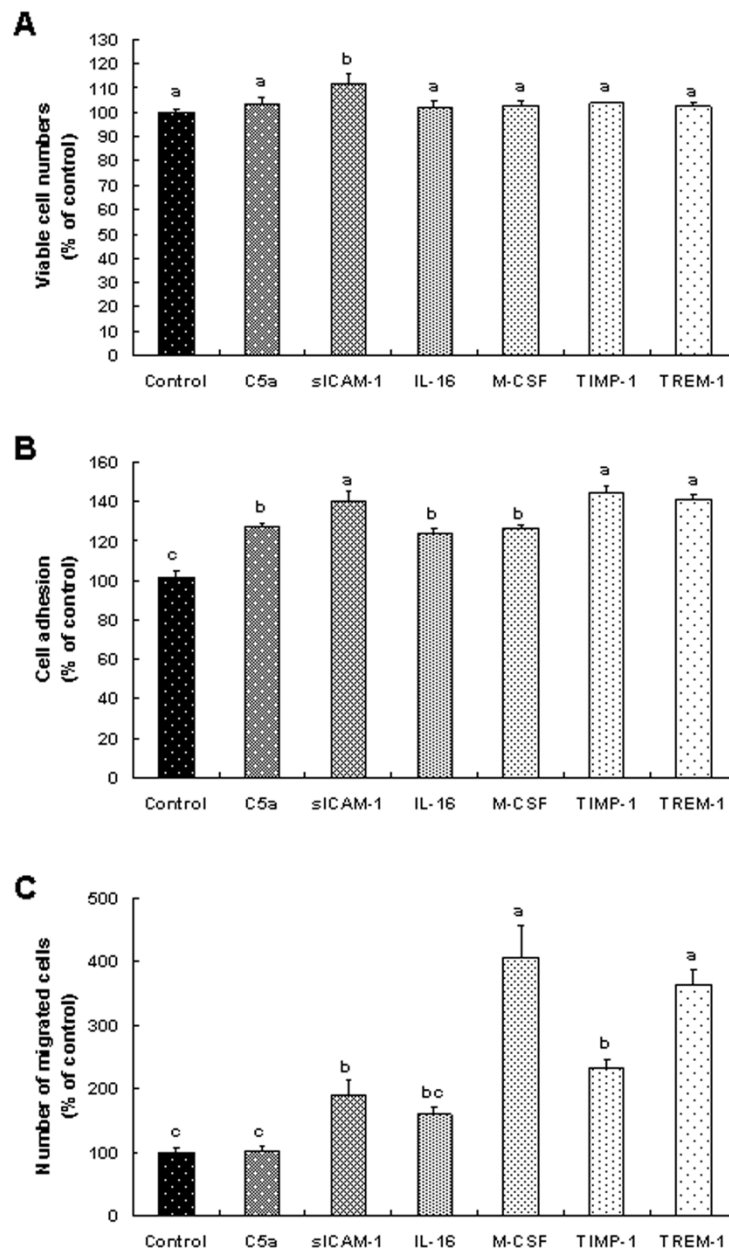 A
Viable cell numbers
(% of control)
130
120
110
100
90
80
70
60
50
40
30
20
10
0
a
a
b
a
a
a
a
Control C5a sICAM-1 IL-16 M-CSF TIMP-1 TREM-1
B
Cell adhesion
(% of control)
160
140
120
100
80
60
40
20
0
c
b
a
b
b
a
a
Control C5a sICAM-1 IL-16 M-CSF TIMP-1 TREM-1
C
Number of migrated cells
(% of control)
500
400
300
200
100
0
c
c
b
bc
a
b
a
Control C5a sICAM-1 IL-16 M-CSF TIMP-1 TREM-1